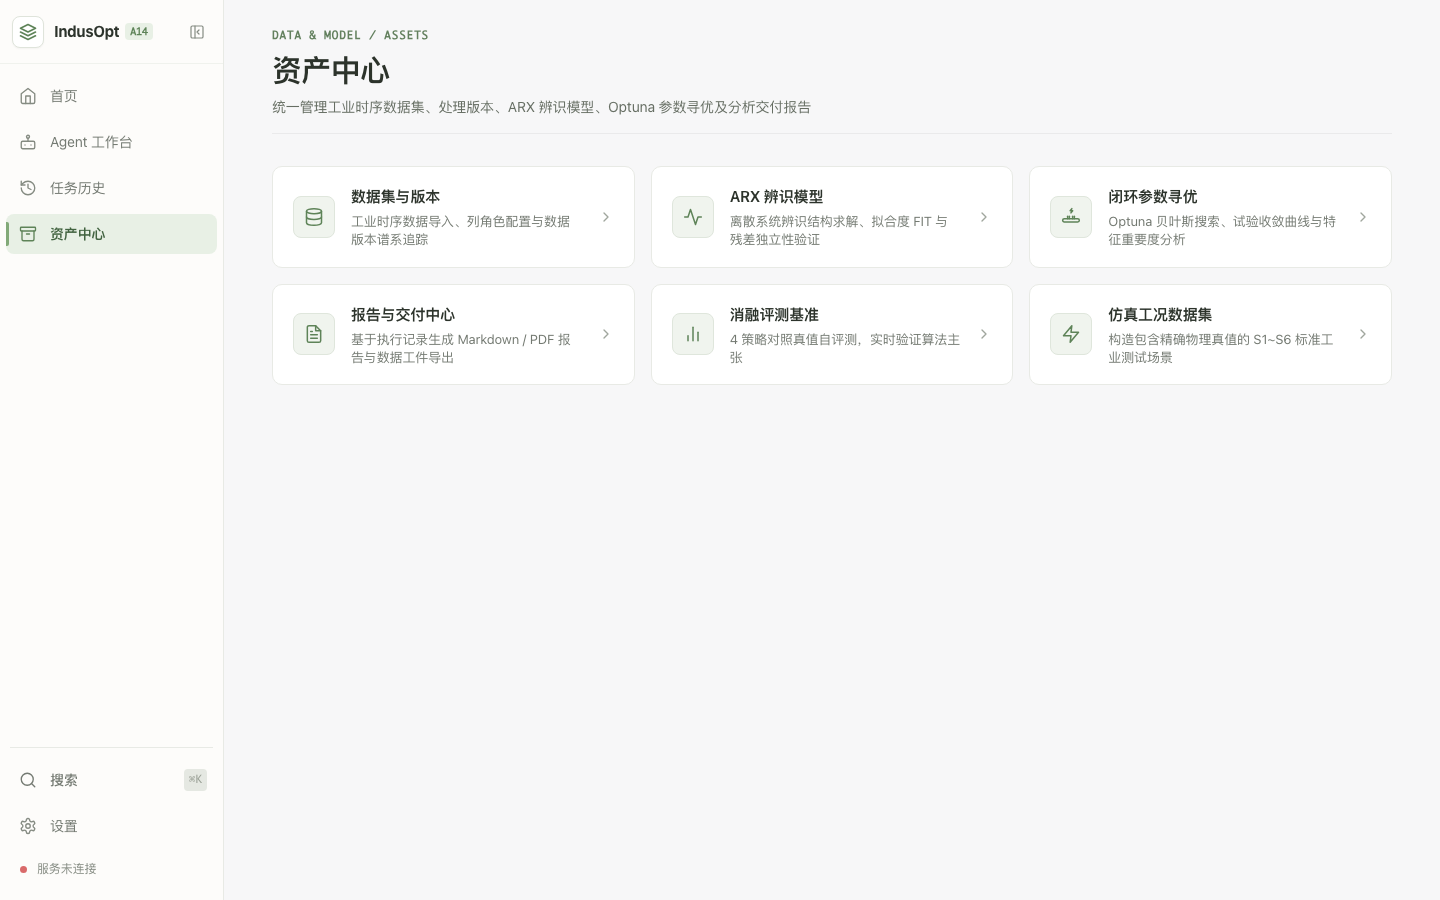 IndusOpt A14
首页
Agent 工作台
任务历史
资产中心
搜索 ⌘K
设置
服务未连接
DATA & MODEL / ASSETS
资产中心
统一管理工业时序数据集、处理版本、ARX 辨识模型、Optuna 参数寻优及分析交付报告
数据集与版本
工业时序数据导入、列角色配置与数据
版本谱系追踪
ARX 辨识模型
离散系统辨识结构求解、拟合度 FIT 与
残差独立性验证
闭环参数寻优
Optuna 贝叶斯搜索、试验收敛曲线与特
征重要度分析
报告与交付中心
基于执行记录生成 Markdown / PDF 报
告与数据工件导出
消融评测基准
4 策略对照真值自评测，实时验证算法主
张
仿真工况数据集
构造包含精确物理真值的 S1~S6 标准工
业测试场景